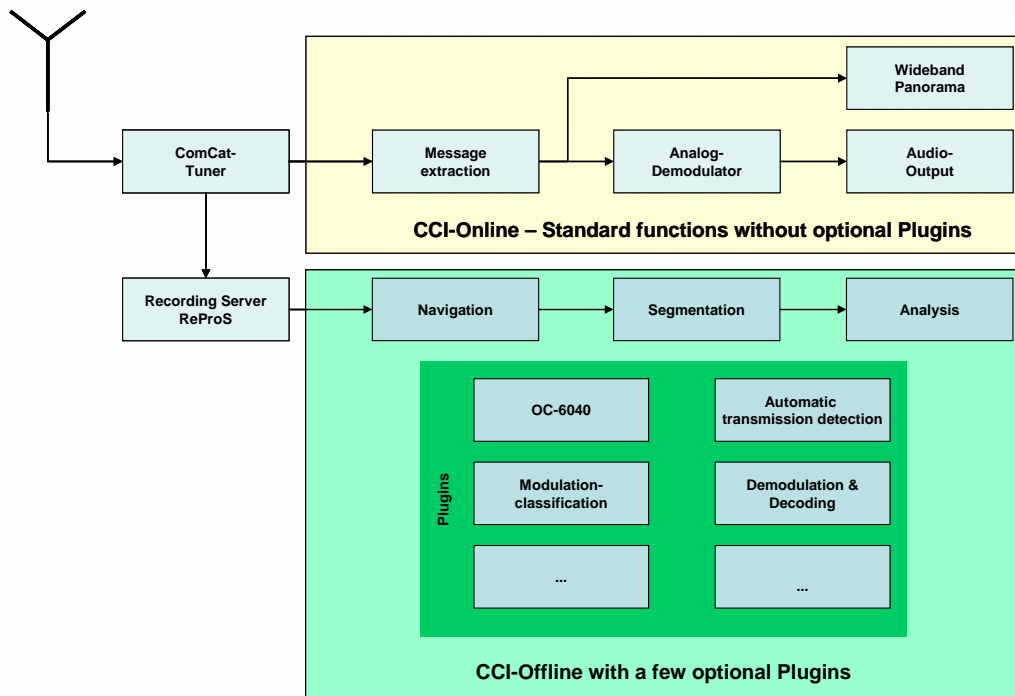 Wideband
Panorama
ComCat-
Tuner
Message
extraction
Analog-
Demodulator
Audio-
Output
CCI-Online – Standard functions without optional Plugins
Recording Server
ReProS
Navigation
Segmentation
Analysis
OC-6040
Automatic
transmission detection
Plugins
Modulation-
classification
Demodulation &
Decoding
...
...
CCI-Offline with a few optional Plugins